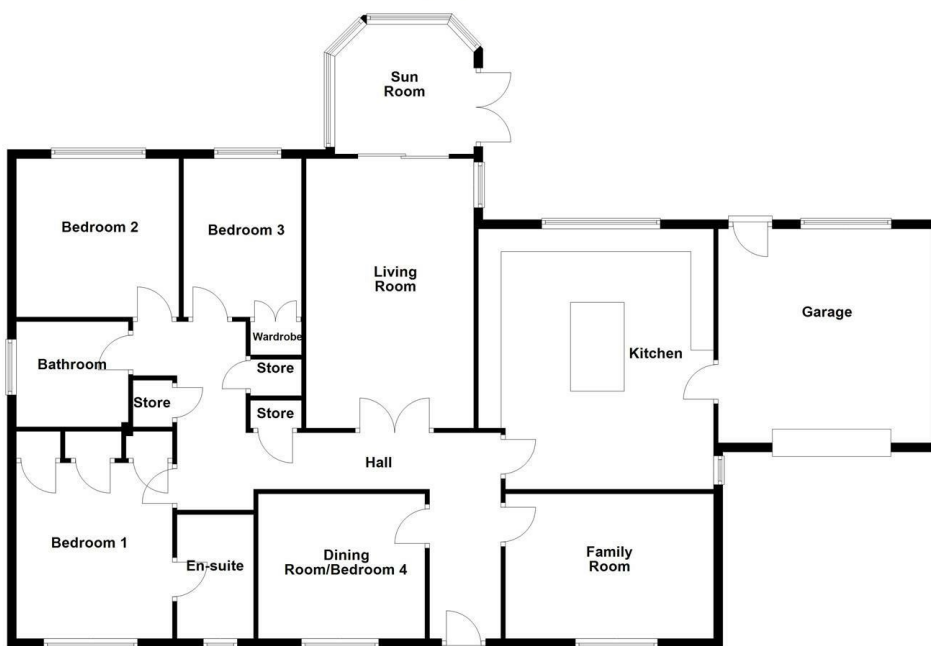 Sun
Room
Bedroom 2
Bedroom 3
Living
Room
Garage
Wardrobe
Kitchen
Bathroom
Store
Store
Store
Hall
Bedroom 1
En-suite
Dining
Room/Bedroom 4
Family
Room